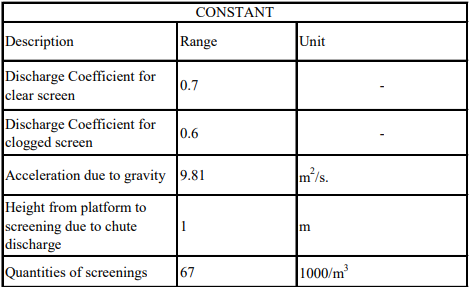 CONSTANT
Description Range Unit
Discharge Coefficient for
clear screen 0.7 -
Discharge Coefficient for
clogged screen 0.6 -
Acceleration due to gravity 9.81 m²/s.
Height from platform to
screening due to chute 1 m
discharge
Quantities of screenings 67 1000/m³